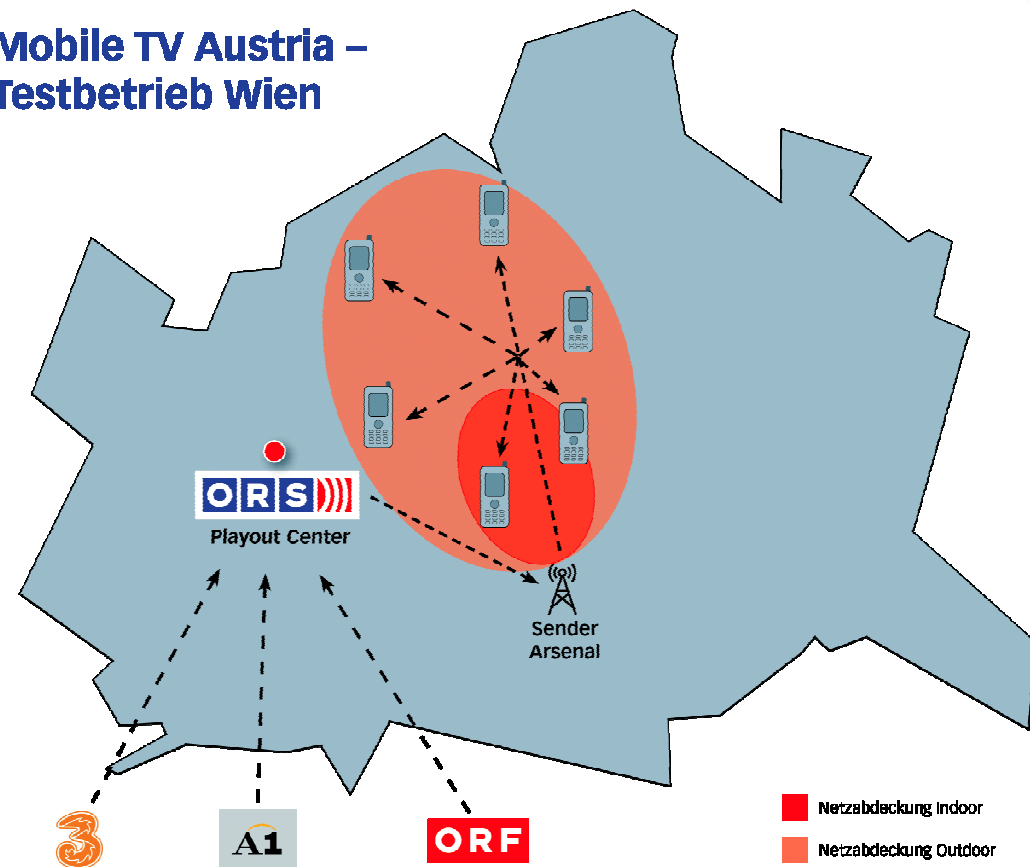 Mobile TV Austria –
Testbetrieb Wien
ORS
Playout Center
Sender
Arsenal
3
A1
ORF
Netzabdeckung Indoor
Netzabdeckung Outdoor